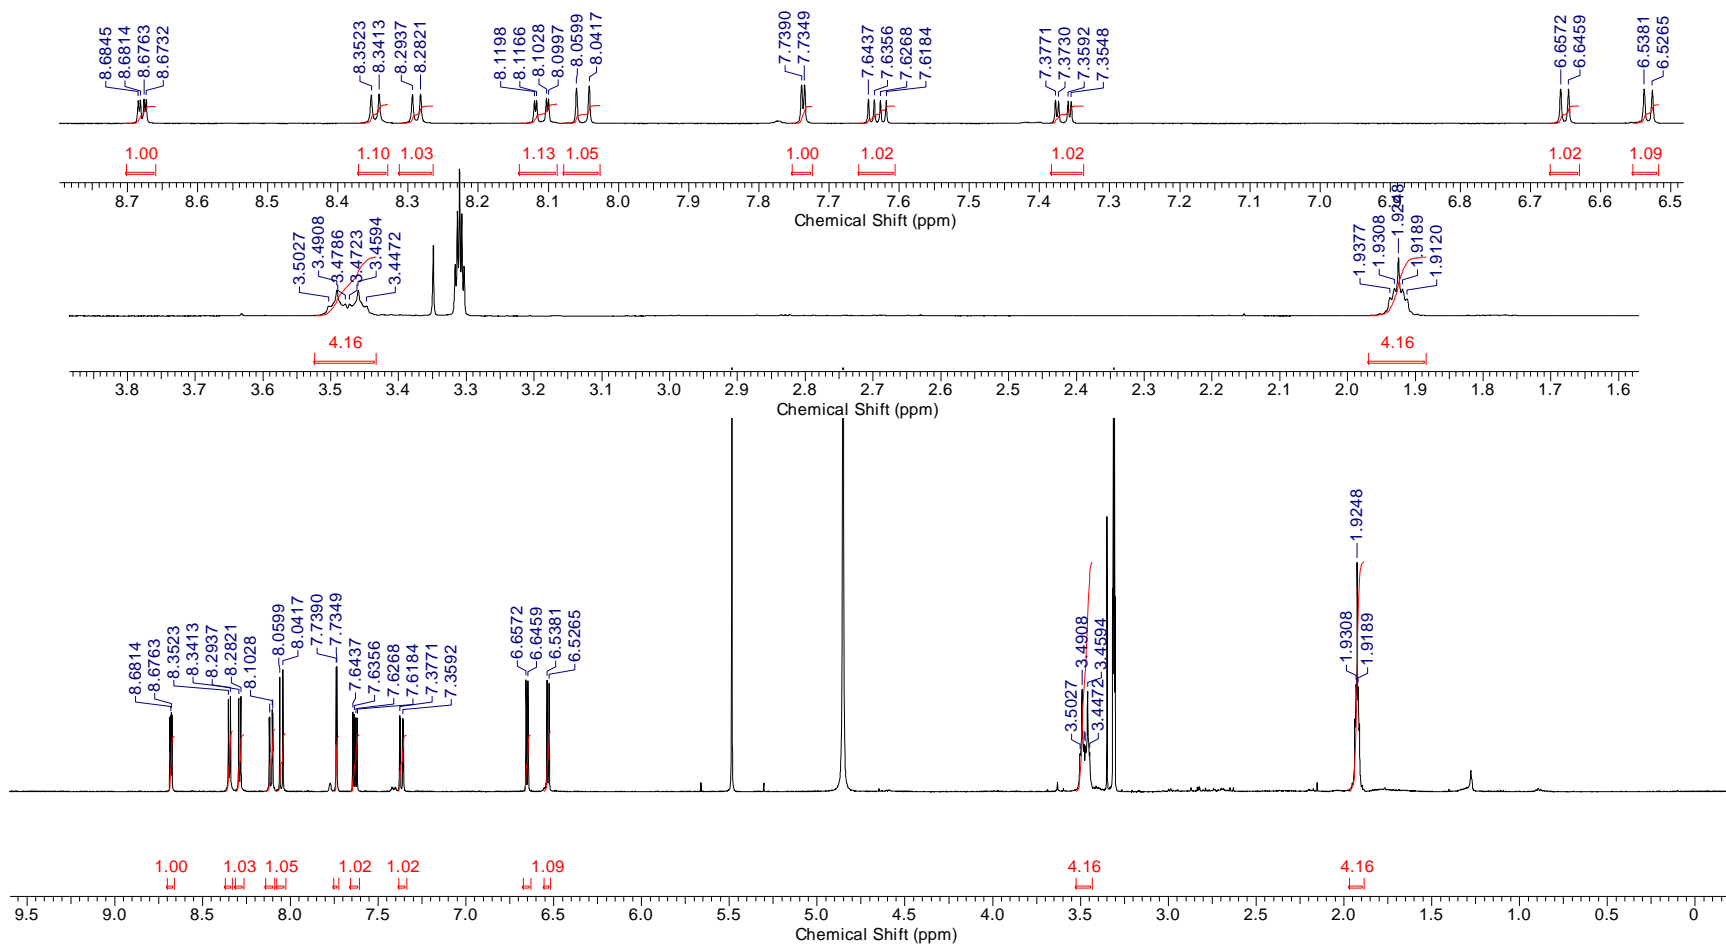 8.6845 8.6814 8.6763 8.6732 8.3523 8.3413 8.2937 8.2821 8.1198 8.1166 8.1028 8.0997 8.0599 8.0417 7.7390 7.7349 7.6437 7.6356 7.6268 7.6184 7.3771 7.3730 7.3592 7.3548 6.6572 6.6459 6.5381 6.5265
1.00 1.10 1.03 1.13 1.05 1.00 1.02 1.02 1.02 1.09
8.7 8.6 8.5 8.4 8.3 8.2 8.1 8.0 7.9 7.8 7.7 7.6 7.5 7.4 7.3 7.2 7.1 7.0 6.9 6.8 6.7 6.6 6.5
Chemical Shift (ppm)
3.5027 3.4908 3.4786 3.4723 3.4594 3.4472 1.9377 1.9308 1.9248 1.9189 1.9120
4.16 4.16
3.8 3.7 3.6 3.5 3.4 3.3 3.2 3.1 3.0 2.9 2.8 2.7 2.6 2.5 2.4 2.3 2.2 2.1 2.0 1.9 1.8 1.7 1.6
Chemical Shift (ppm)
8.6814 8.6763 8.3523 8.3413 8.2937 8.2821 8.1028 8.0599 8.0417 7.7390 7.7349 7.6437 7.6356 7.6268 7.6184 7.3771 7.3592 6.6572 6.6459 6.5381 6.5265 3.5027 3.4908 3.4594 3.4472 1.9308 1.9248 1.9189
1.00 1.03 1.05 1.02 1.02 1.09 4.16 4.16
9.5 9.0 8.5 8.0 7.5 7.0 6.5 6.0 5.5 5.0 4.5 4.0 3.5 3.0 2.5 2.0 1.5 1.0 0.5 0
Chemical Shift (ppm)